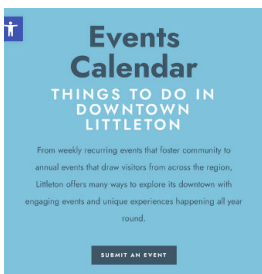 Events
Calendar
THINGS TO DO IN
DOWNTOWN
LITTLETON
From weekly recurring events that foster community to
annual events that draw visitors from across the region,
Littleton offers many ways to explore its downtown with
engaging events and unique experiences happening all year
round.
SUBMIT AN EVENT